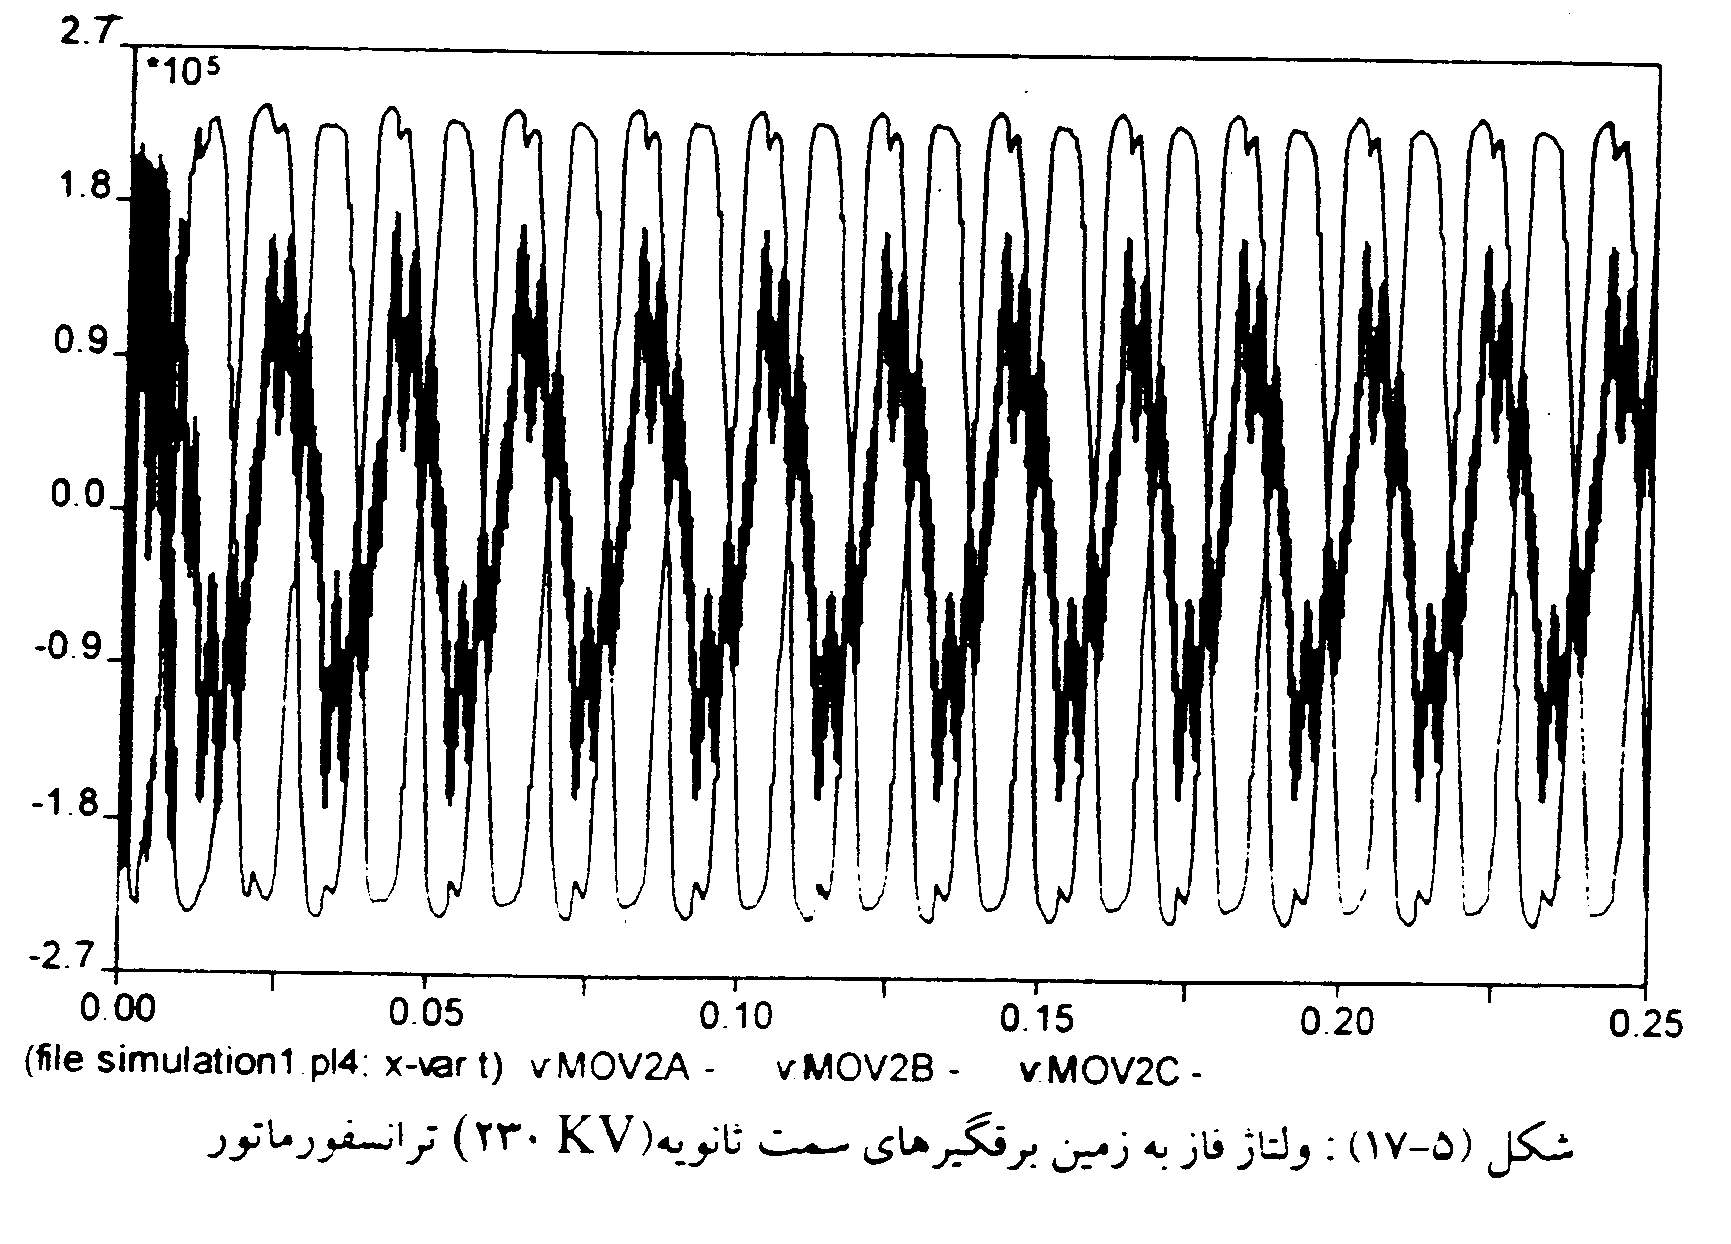 2.7
*10⁵
1.8
0.9
0.0
-0.9
-1.8
-2.7
0.00 0.05 0.10 0.15 0.20 0.25
(file simulation1.pl4: x-var t) v:MOV2A - v:MOV2B - v:MOV2C -
شکل (۵-۱۷) : ولتاژ فاز به زمین برقگیرهای سمت ثانویه(۲۳۰ KV) ترانسفورماتور